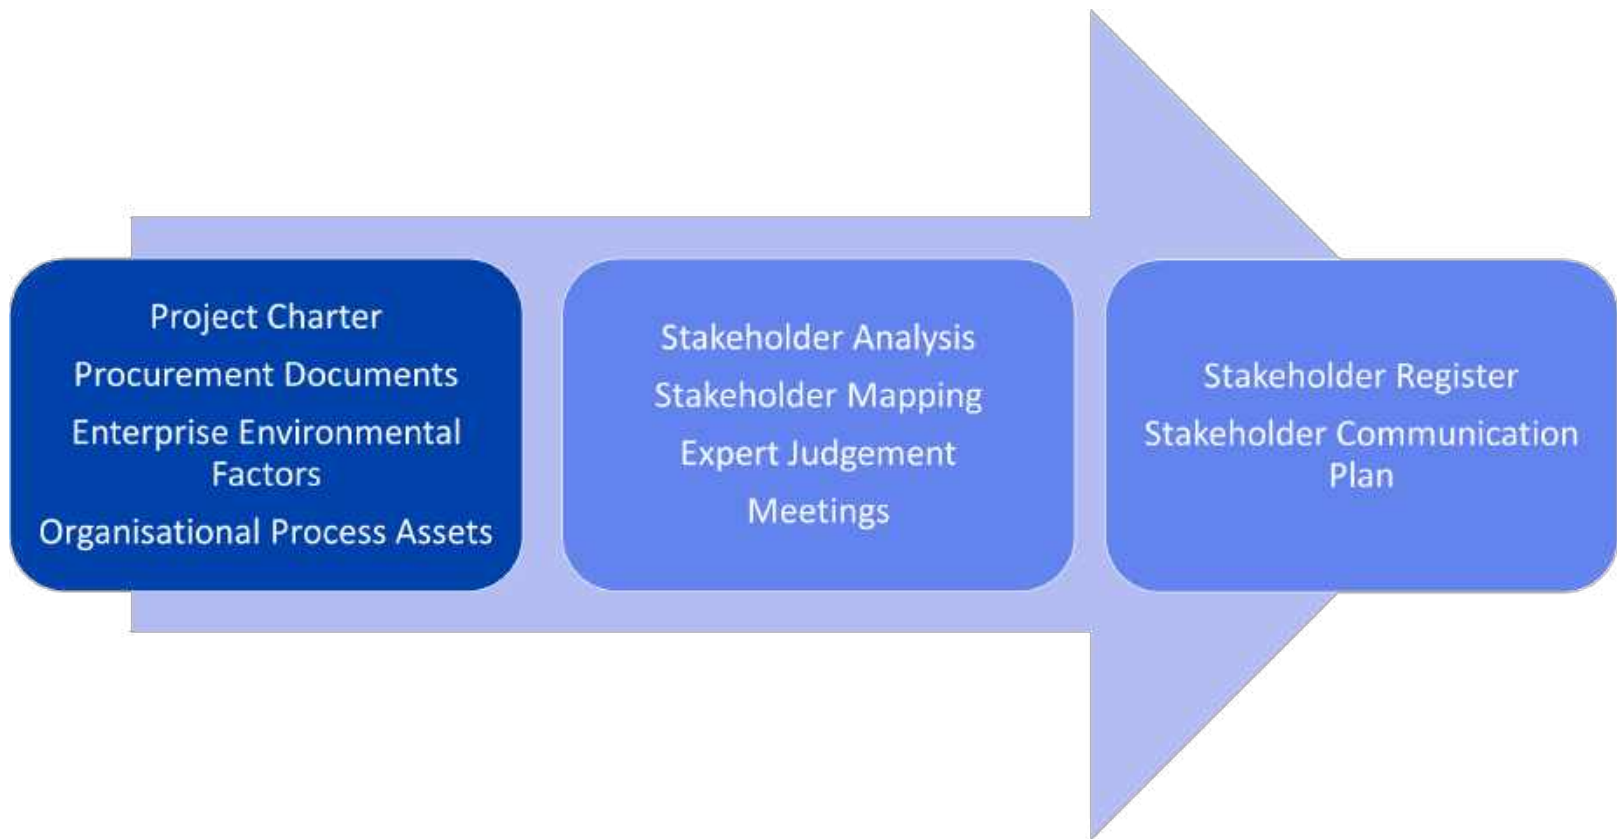 Project Charter
Procurement Documents
Enterprise Environmental
Factors
Organisational Process Assets
Stakeholder Analysis
Stakeholder Mapping
Expert Judgement
Meetings
Stakeholder Register
Stakeholder Communication
Plan